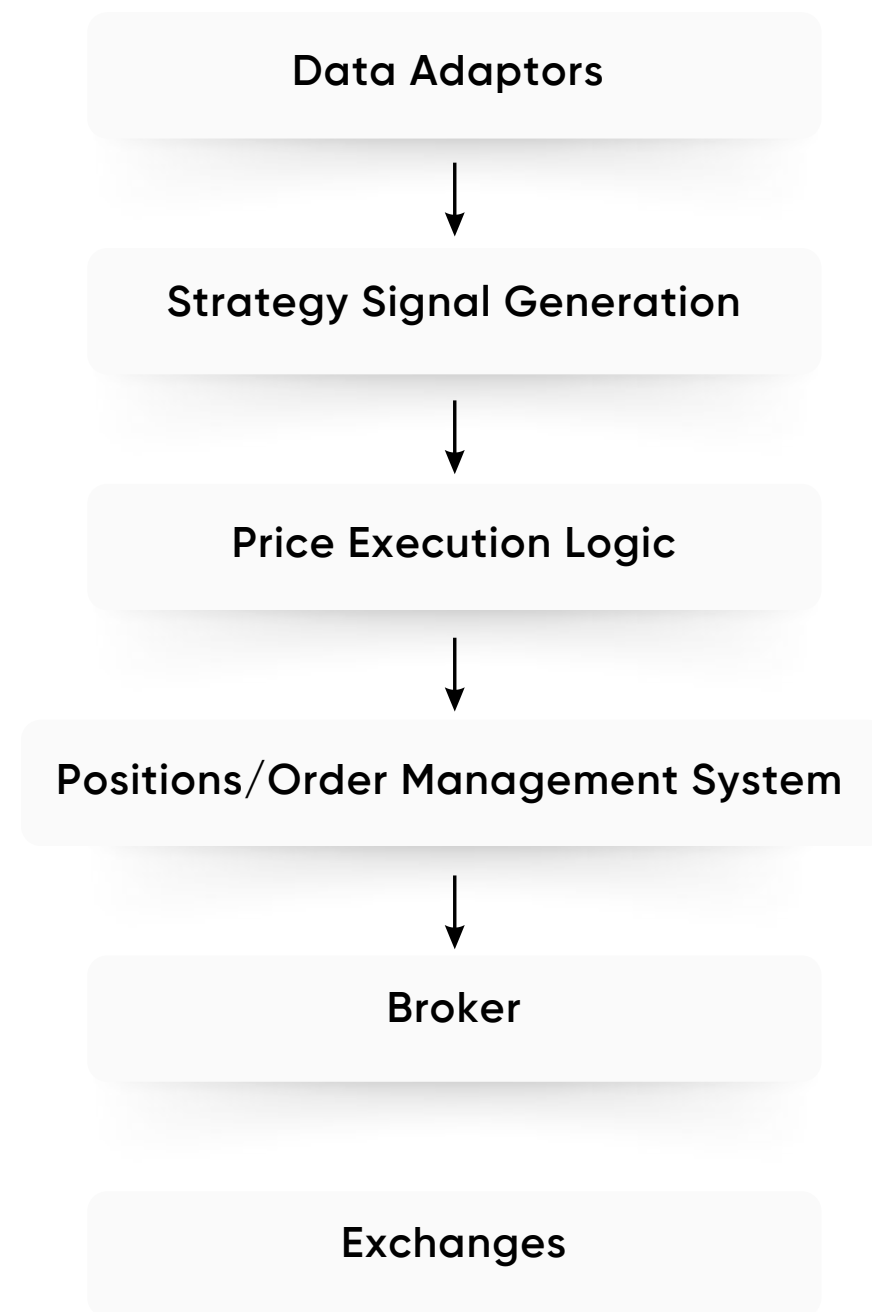 Data Adaptors
Strategy Signal Generation
Price Execution Logic
Positions/Order Management System
Broker
Exchanges